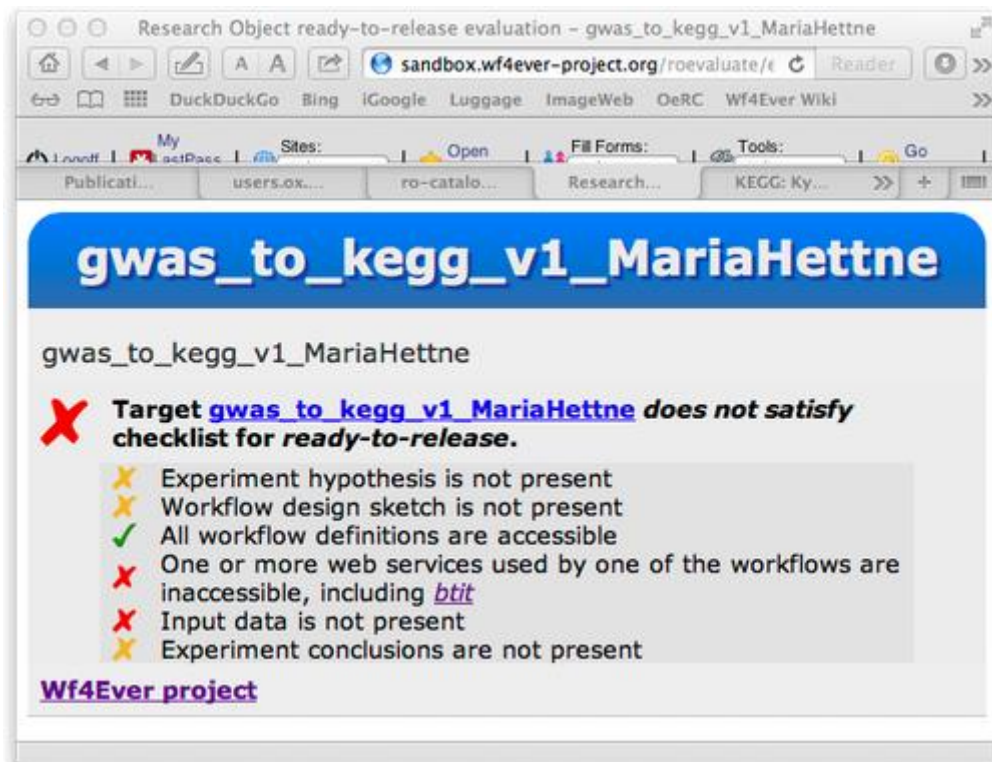 Research Object ready-to-release evaluation – gwas_to_kegg_v1_MariaHettne
A A sandbox.wf4ever-project.org/roevaluate/e Reader
DuckDuckGo Bing iGoogle Luggage ImageWeb OeRC Wf4Ever Wiki
Logoff My LastPass Sites: Open Fill Forms: Tools: Go
Publicati... users.ox.... ro-catalo... Research... KEGG: Ky...
gwas_to_kegg_v1_MariaHettne
gwas_to_kegg_v1_MariaHettne
Target gwas_to_kegg_v1_MariaHettne does not satisfy
checklist for ready-to-release.
Experiment hypothesis is not present
Workflow design sketch is not present
All workflow definitions are accessible
One or more web services used by one of the workflows are
inaccessible, including btit
Input data is not present
Experiment conclusions are not present
Wf4Ever project